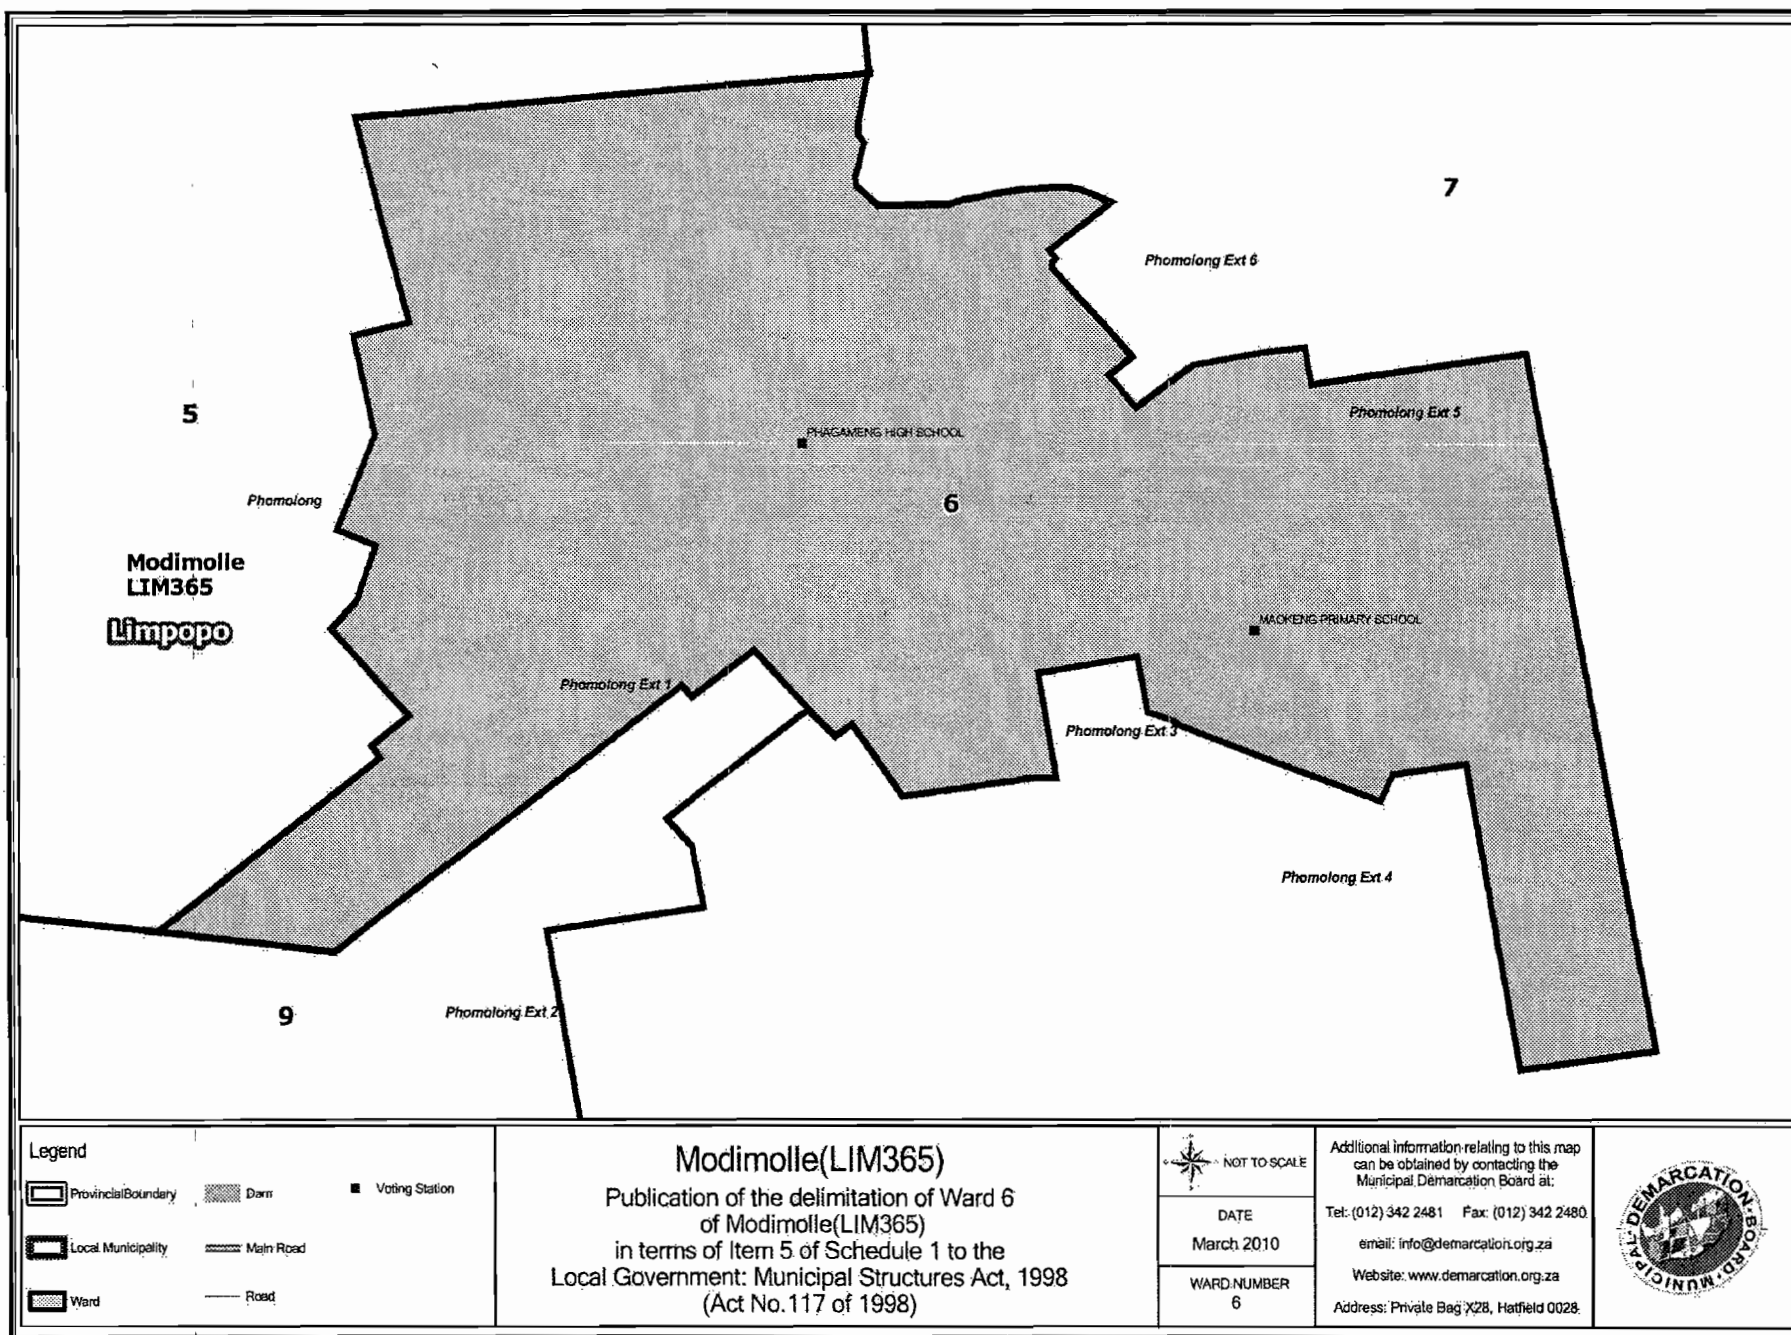 7
Phomolong Ext 6
5
Phomolong Ext 5
PHAGAMENG HIGH SCHOOL
Phomolong
6
Modimolle
LIM365
Limpopo
MAOKENG PRIMARY SCHOOL
Phomolong Ext 1
Phomolong Ext 3
Phomolong Ext 4
9
Phomolong Ext 2
Legend
ProvincialBoundary
Dam
Voting Station
Local Municipality
Main Road
Ward
Road
Modimolle(LIM365)
Publication of the delimitation of Ward 6
of Modimolle(LIM365)
in terms of Item 5 of Schedule 1 to the
Local Government: Municipal Structures Act, 1998
(Act No.117 of 1998)
NOT TO SCALE
DATE
March 2010
WARD NUMBER
6
Additional information relating to this map
can be obtained by contacting the
Municipal Demarcation Board at:
Tel: (012) 342 2481 Fax: (012) 342 2480
email: info@demarcation.org.za
Website: www.demarcation.org.za
Address: Private Bag X28, Hatfield 0028
MUNICIPAL DEMARCATION BOARD